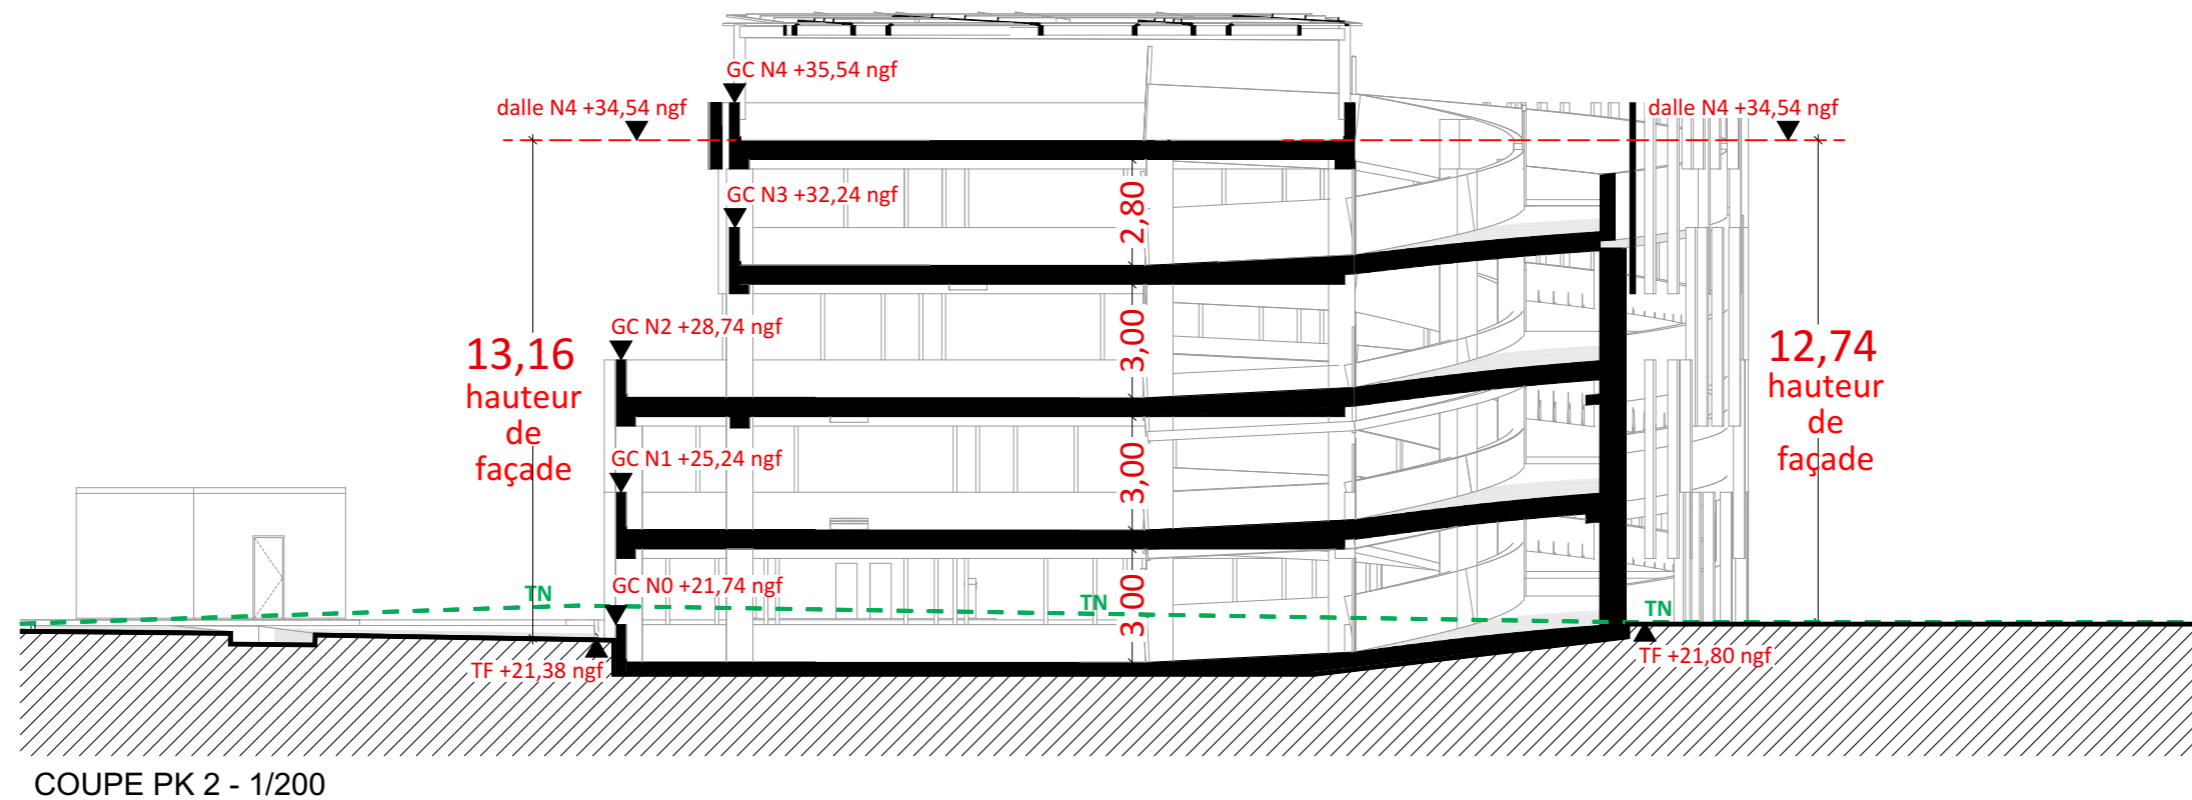 GC N4 +35,54 ngf
dalle N4 +34,54 ngf
dalle N4 +34,54 ngf
GC N3 +32,24 ngf
2,80
GC N2 +28,74 ngf
3,00
13,16
hauteur
de
façade
12,74
hauteur
de
façade
GC N1 +25,24 ngf
3,00
GC N0 +21,74 ngf
TN
TN
TN
3,00
TF +21,38 ngf
TF +21,80 ngf
COUPE PK 2 - 1/200